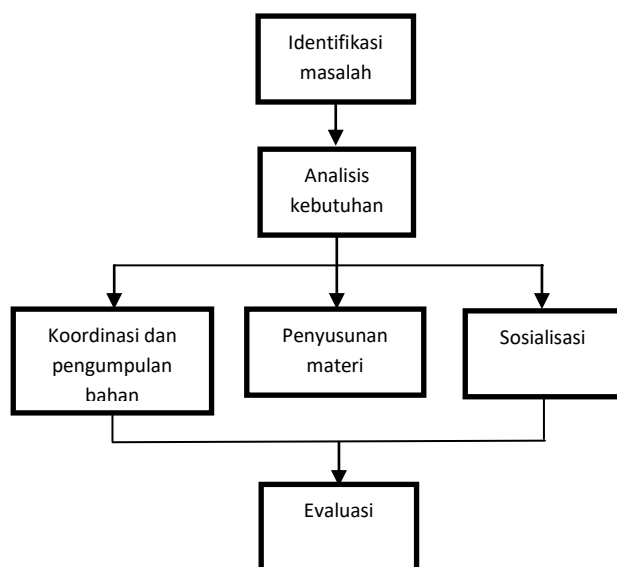 Identifikasi
masalah
Analisis
kebutuhan
Koordinasi dan
pengumpulan
bahan
Penyusunan
materi
Sosialisasi
Evaluasi